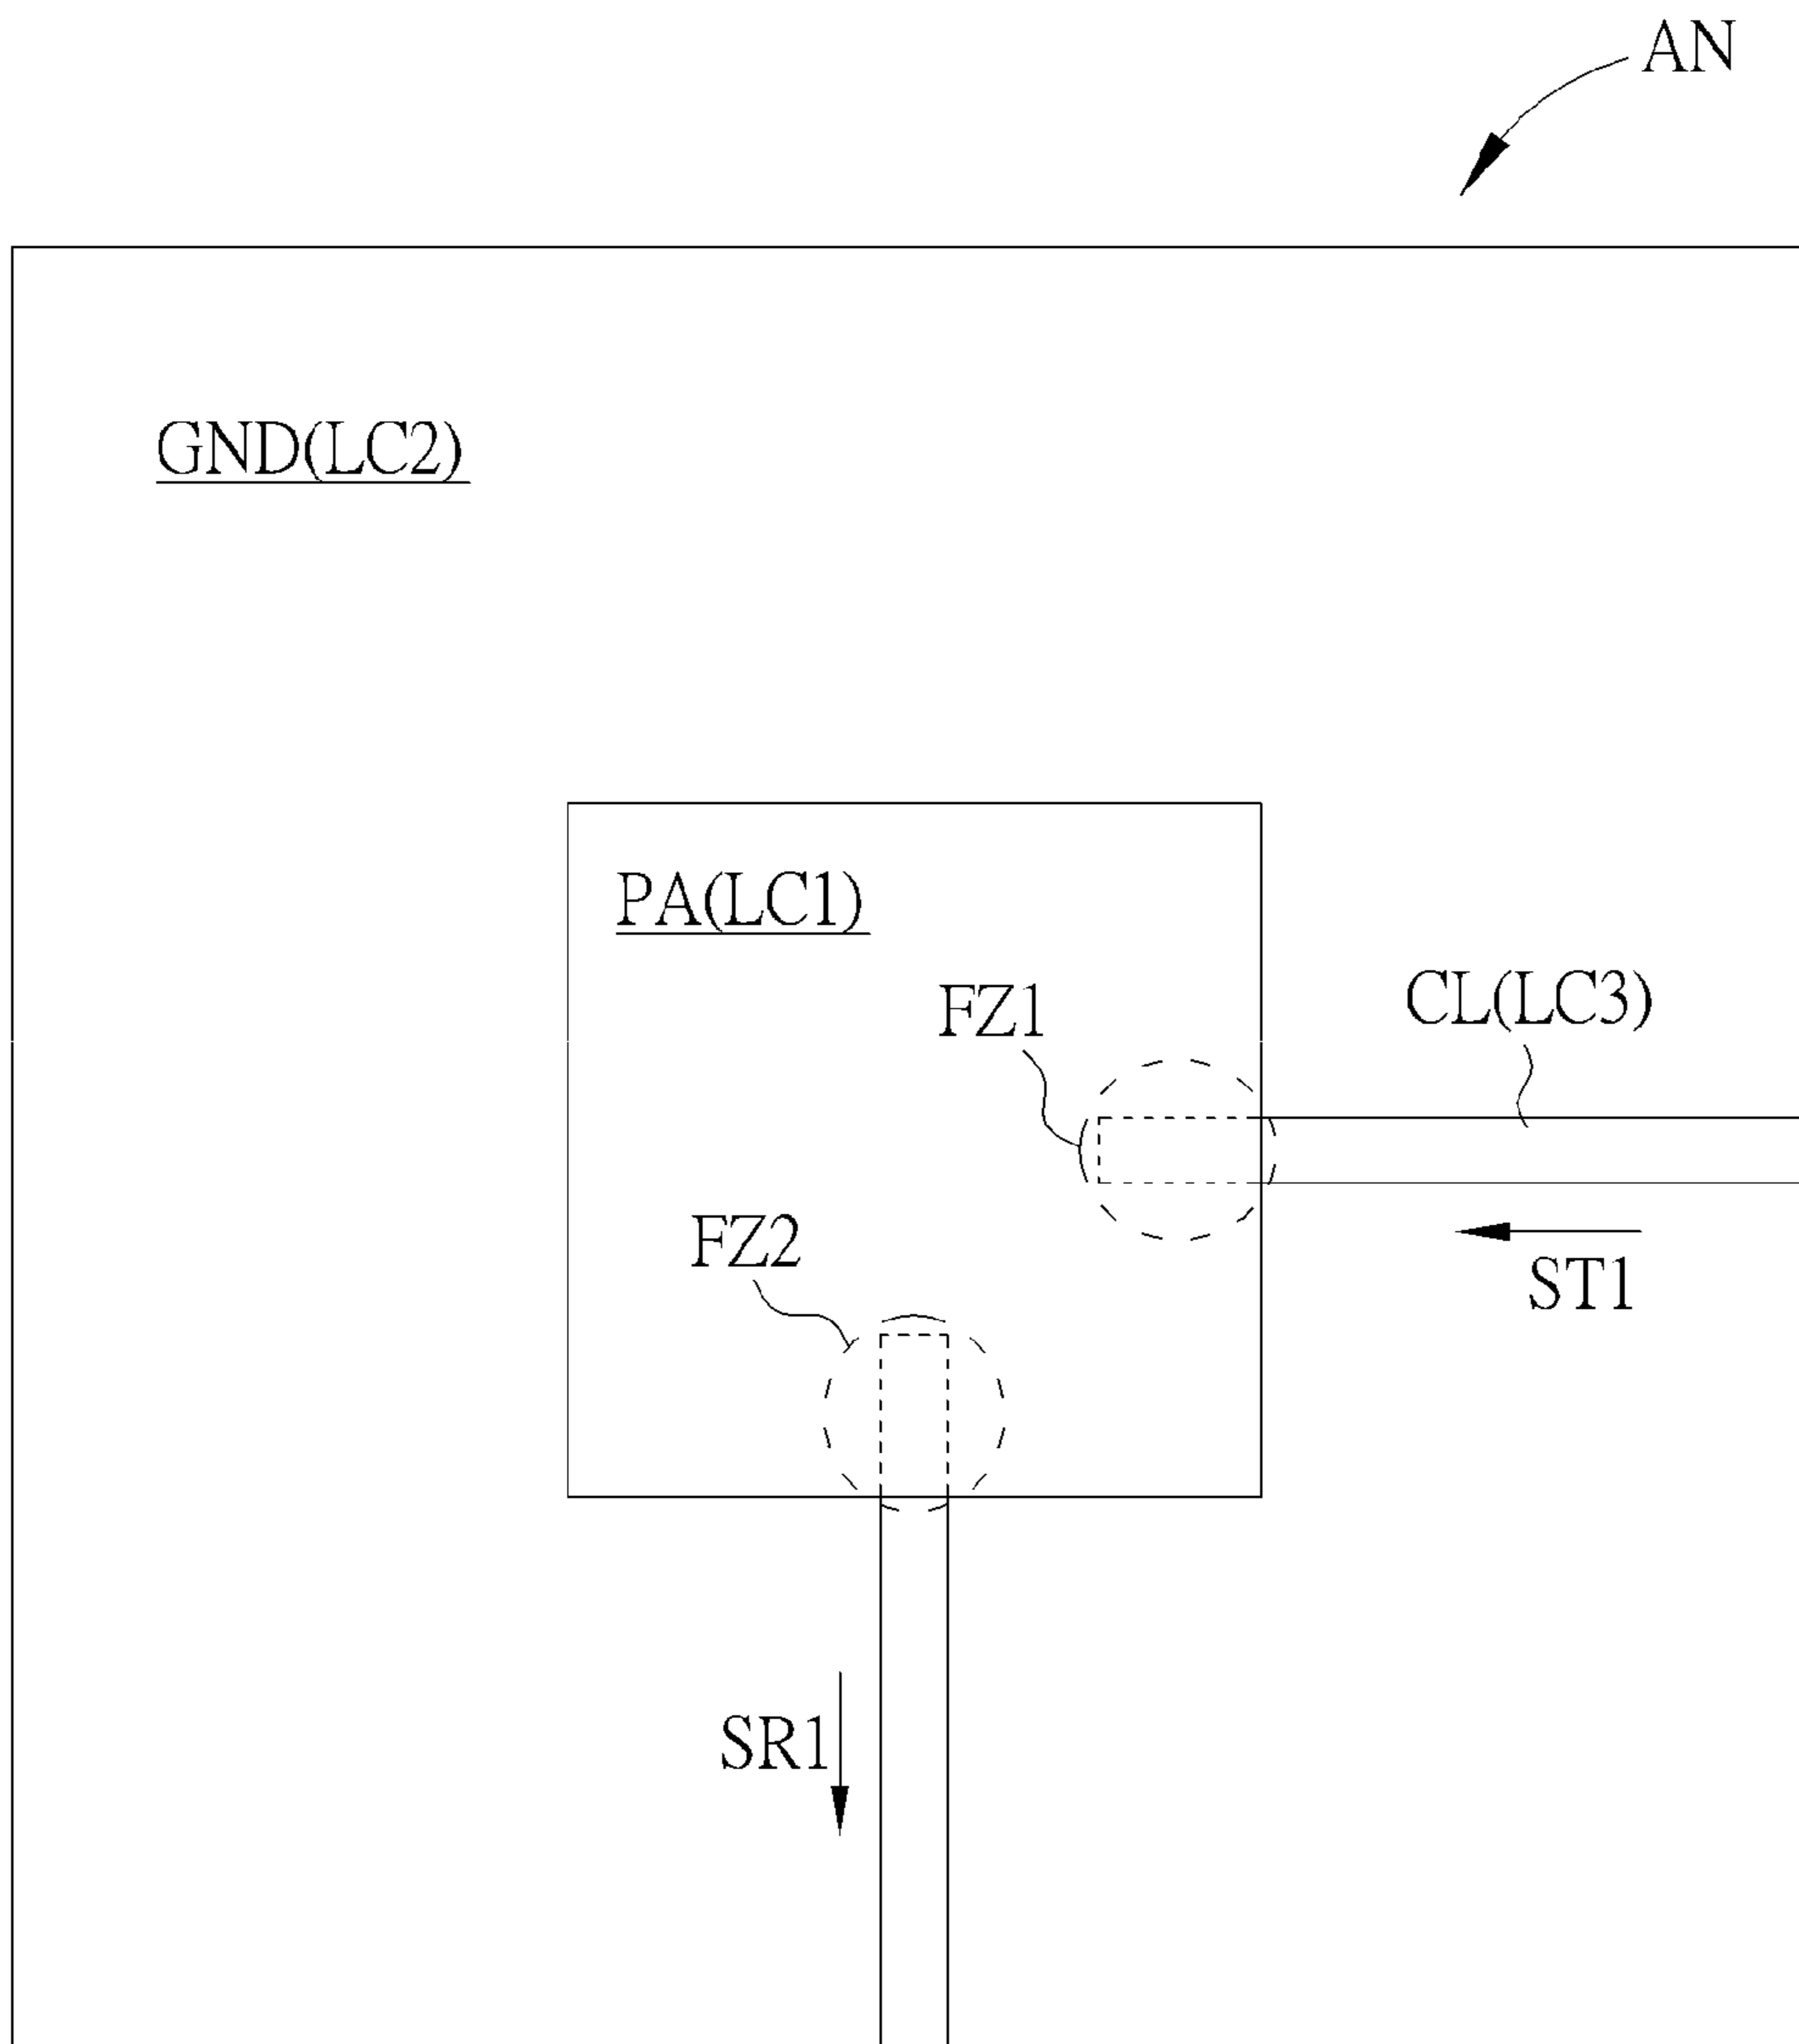 AN
GND(LC2)
PA(LC1)
CL(LC3)
FZ1
FZ2
ST1
SR1